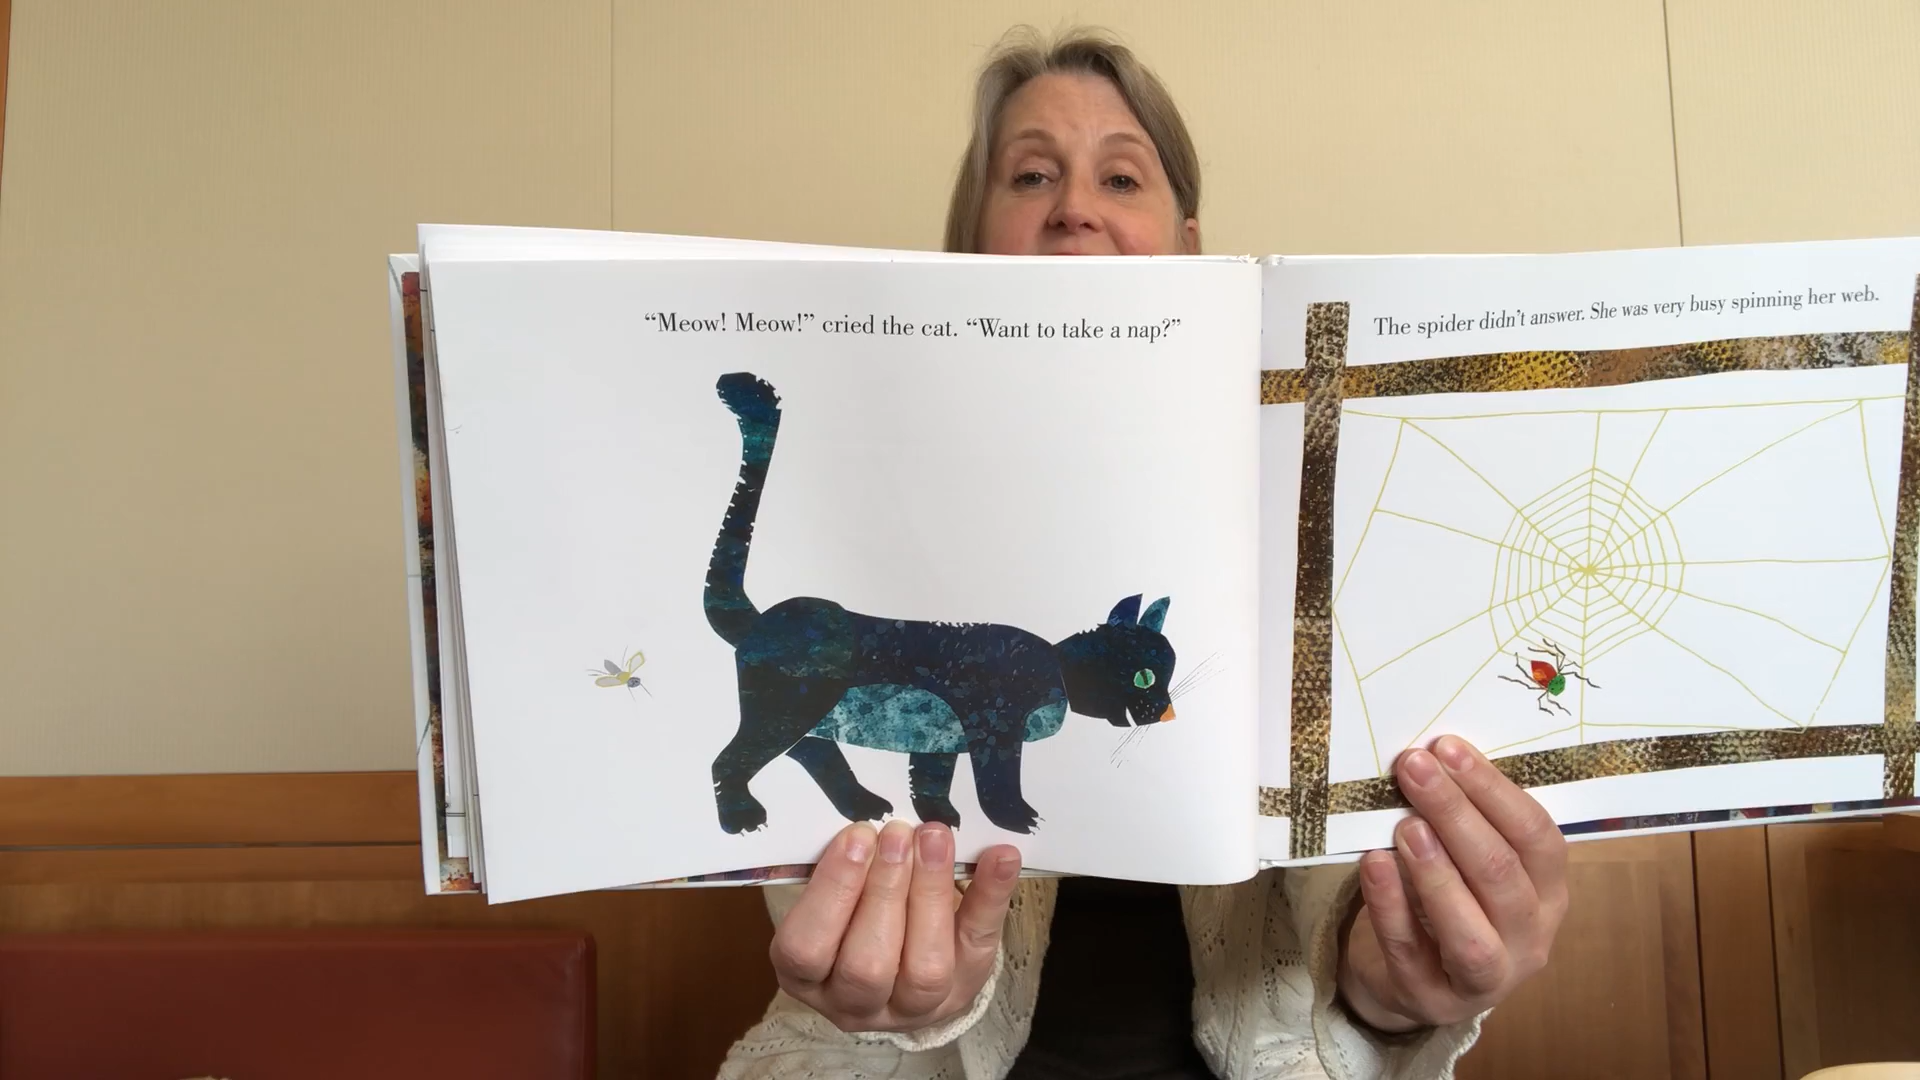 “Meow! Meow!” cried the cat. “Want to take a nap?”
The spider didn’t answer. She was very busy spinning her web.